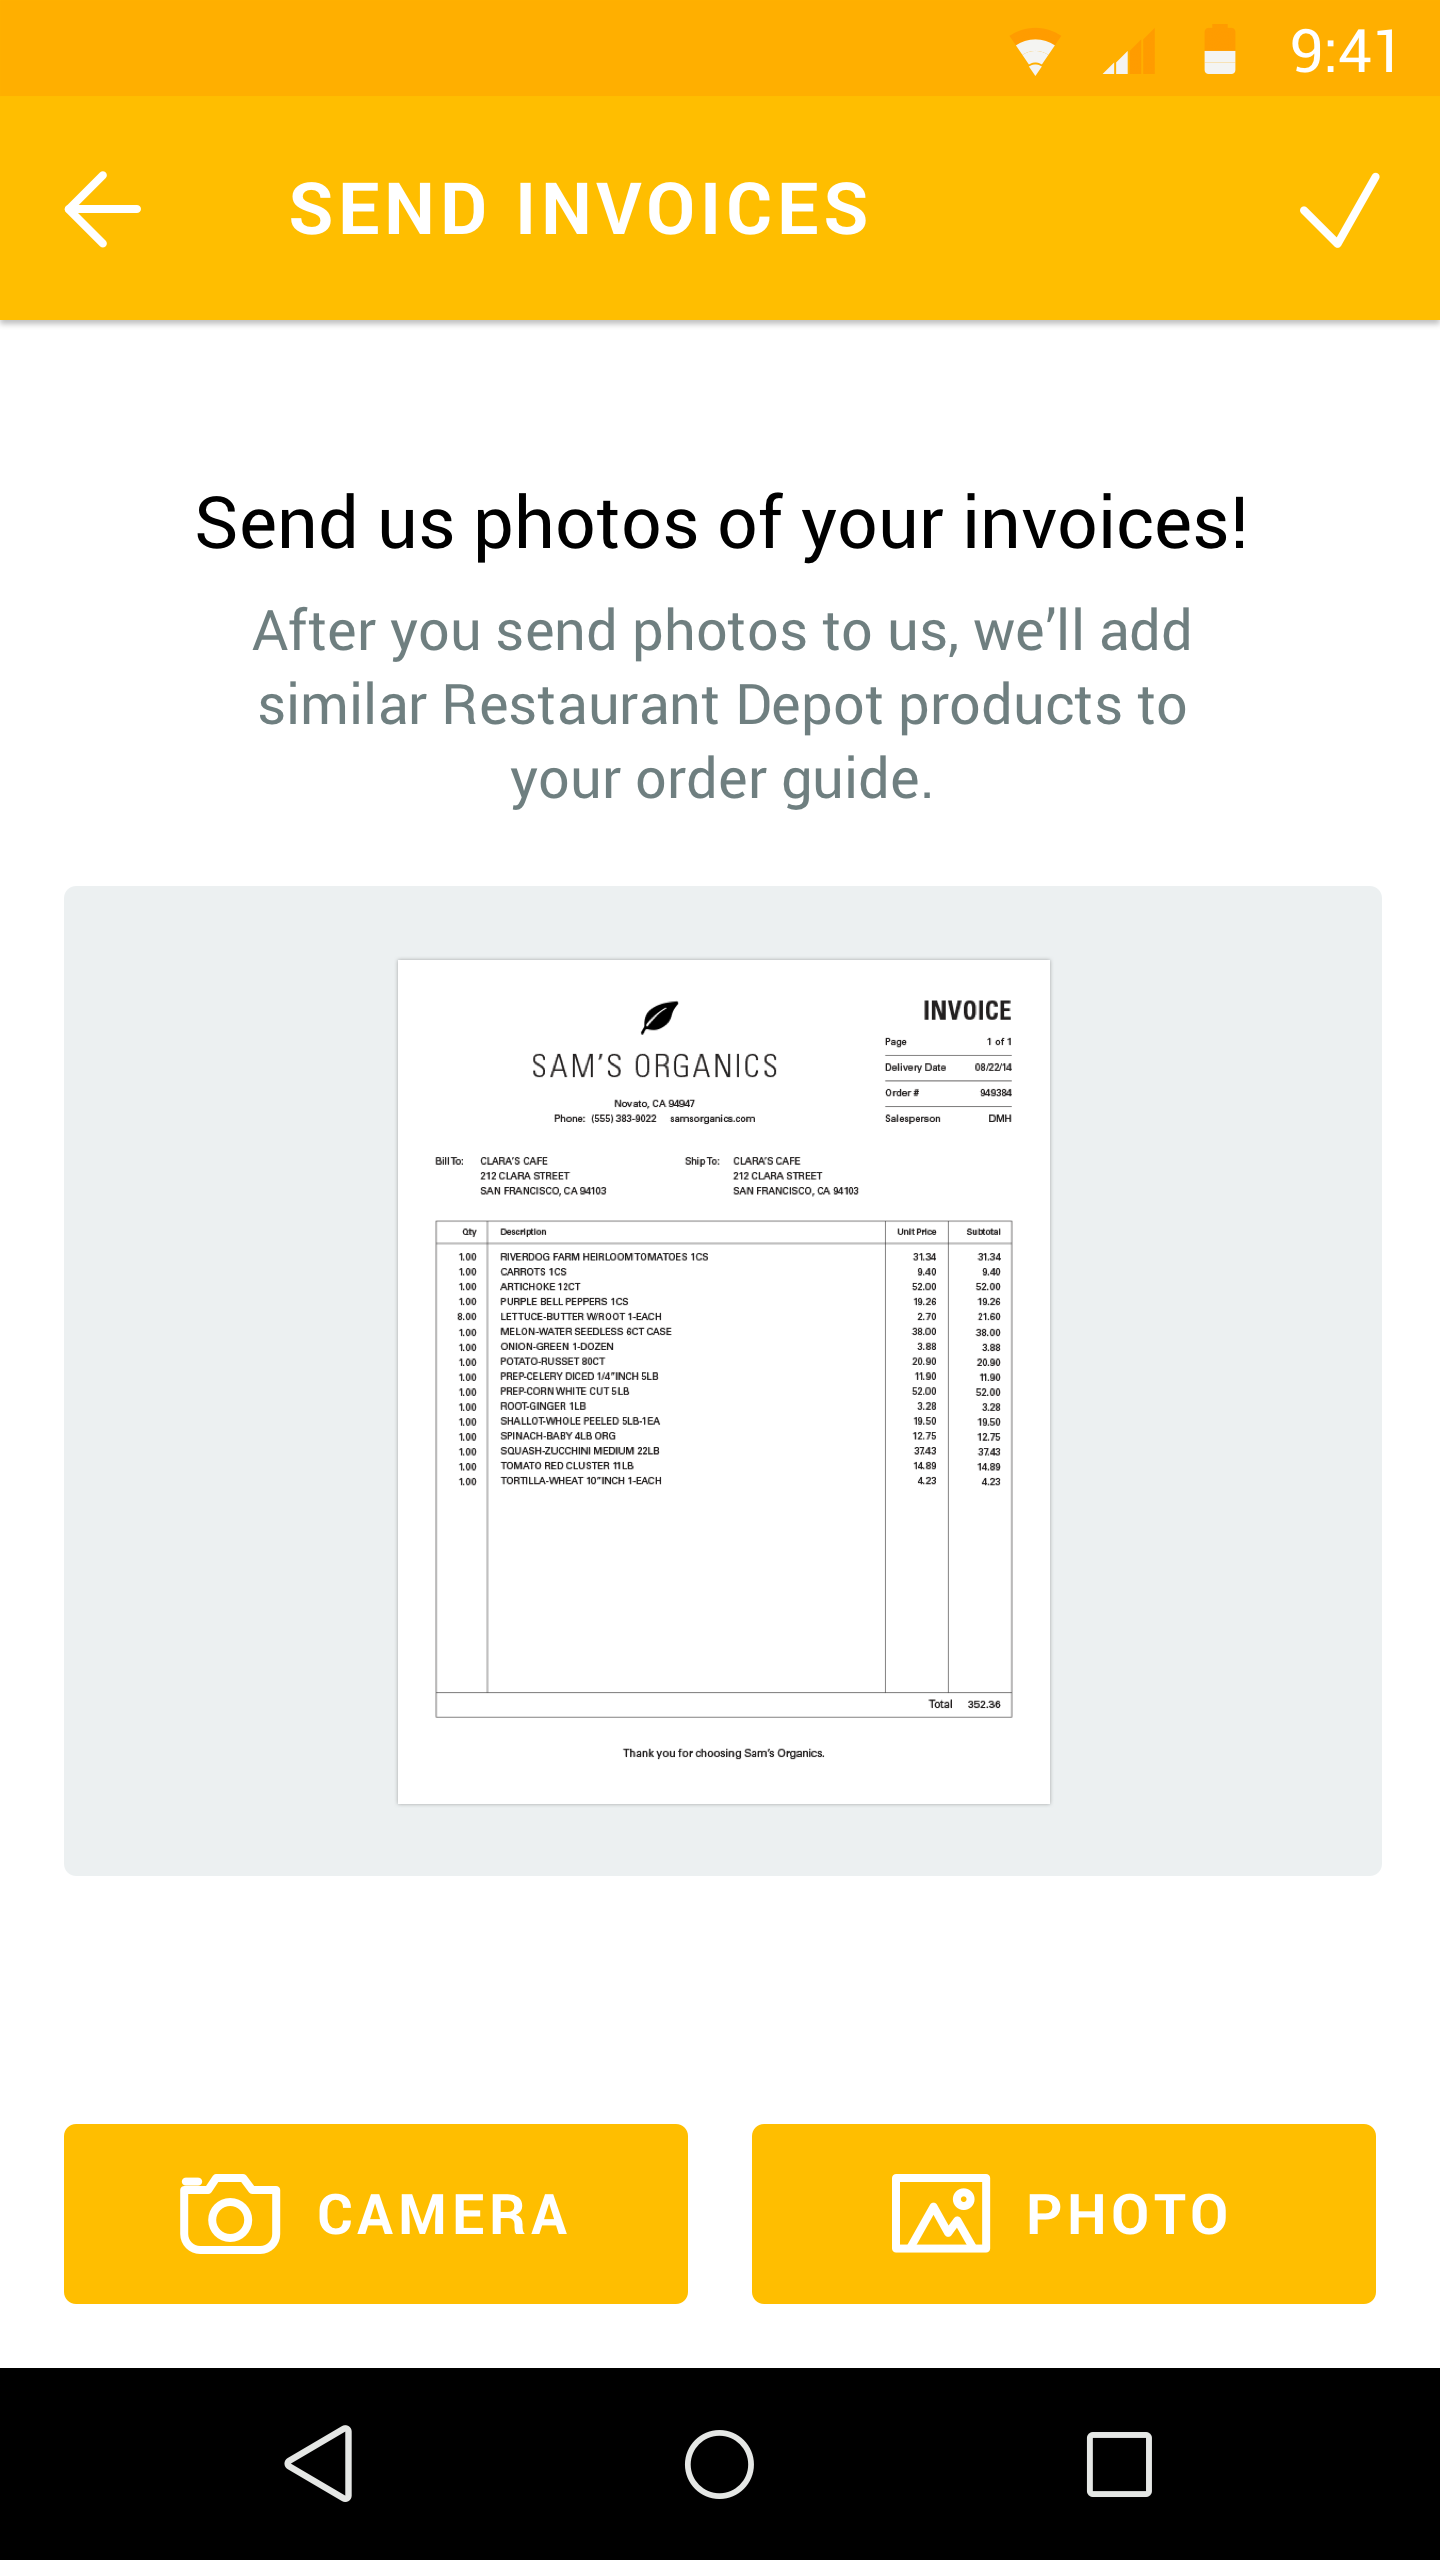 9:41
SEND INVOICES
Send us photos of your invoices!
After you send photos to us, we’ll add
similar Restaurant Depot products to
your order guide.
INVOICE
Page 1 of 1
Delivery Date 08/22/14
Order # 949384
Salesperson DMH
SAM’S ORGANICS
Novato, CA 94947
Phone: (555) 383-9022 samsorganics.com
Bill To: CLARA’S CAFE
212 CLARA STREET
SAN FRANCISCO, CA 94103
Ship To: CLARA’S CAFE
212 CLARA STREET
SAN FRANCISCO, CA 94103
Qty Description Unit Price Subtotal
1.00 RIVERDOG FARM HEIRLOOM TOMATOES 1CS 31.34 31.34
1.00 CARROTS 1CS 9.40 9.40
1.00 ARTICHOKE 12CT 52.00 52.00
1.00 PURPLE BELL PEPPERS 1CS 19.26 19.26
8.00 LETTUCE-BUTTER W/ROOT 1-EACH 2.70 21.60
1.00 MELON-WATER SEEDLESS 6CT CASE 38.00 38.00
1.00 ONION-GREEN 1-DOZEN 3.88 3.88
1.00 POTATO-RUSSET 80CT 20.90 20.90
1.00 PREP-CELERY DICED 1/4”INCH 5LB 11.90 11.90
1.00 PREP-CORN WHITE CUT 5LB 52.00 52.00
1.00 ROOT-GINGER 1LB 3.28 3.28
1.00 SHALLOT-WHOLE PEELED 5LB-1EA 19.50 19.50
1.00 SPINACH-BABY 4LB ORG 12.75 12.75
1.00 SQUASH-ZUCCHINI MEDIUM 22LB 37.43 37.43
1.00 TOMATO RED CLUSTER 11LB 14.89 14.89
1.00 TORTILLA-WHEAT 10”INCH 1-EACH 4.23 4.23
Total 352.36
Thank you for choosing Sam’s Organics.
CAMERA
PHOTO